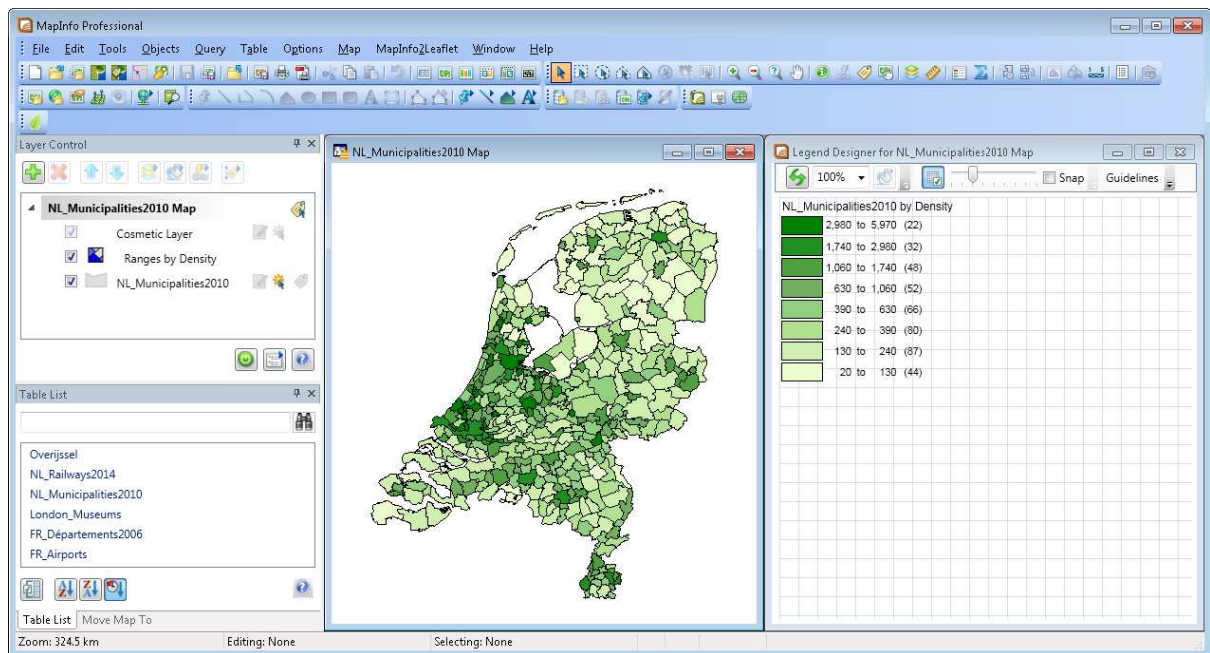 MapInfo Professional
File Edit Tools Objects Query Table Options Map MapInfo2Leaflet Window Help
Layer Control
NL_Municipalities2010 Map
Cosmetic Layer
Ranges by Density
NL_Municipalities2010
Table List
Overijssel
NL_Railways2014
NL_Municipalities2010
London_Museums
FR_Départements2006
FR_Airports
Table List Move Map To
NL_Municipalities2010 Map
Legend Designer for NL_Municipalities2010 Map
100% Snap Guidelines
NL_Municipalities2010 by Density
2,980 to 5,970 (22)
1,740 to 2,980 (32)
1,060 to 1,740 (48)
630 to 1,060 (52)
390 to 630 (66)
240 to 390 (80)
130 to 240 (87)
20 to 130 (44)
Zoom: 324.5 km Editing: None Selecting: None